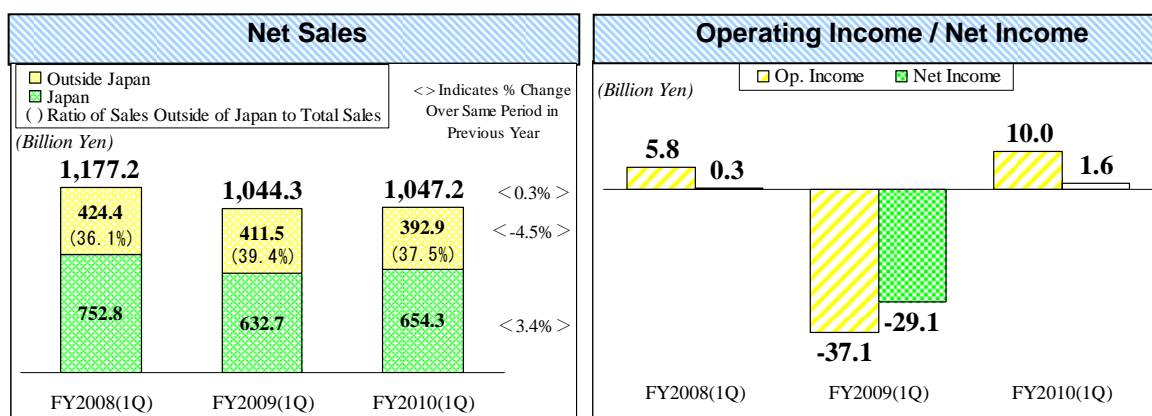 Net Sales
Outside Japan
Japan
( ) Ratio of Sales Outside of Japan to Total Sales
<> Indicates % Change
Over Same Period in
Previous Year
(Billion Yen)
1,177.2
1,044.3
1,047.2
<0.3% >
424.4
(36.1%)
411.5
(39.4%)
392.9
(37.5%)
<-4.5% >
752.8
632.7
654.3
<3.4% >
FY2008(1Q)
FY2009(1Q)
FY2010(1Q)
Operating Income / Net Income
Op. Income
Net Income
(Billion Yen)
5.8
0.3
10.0
1.6
-29.1
-37.1
FY2008(1Q)
FY2009(1Q)
FY2010(1Q)